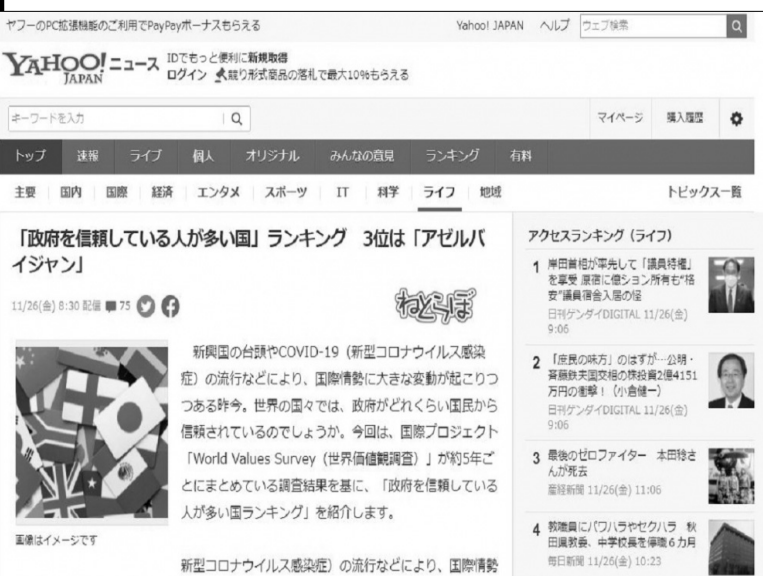 ヤフーのPC拡張機能のご利用でPayPayボーナスもらえる
Yahoo! JAPAN ヘルプ ウェブ検索
YAHOO! JAPAN ニュース
IDでもっと便利に新規取得
ログイン 競り形式商品の落札で最大10%もらえる
キーワードを入力
マイページ 購入履歴
トップ 速報 ライブ 個人 オリジナル みんなの意見 ランキング 有料
主要 国内 国際 経済 エンタメ スポーツ IT 科学 ライフ 地域 トピックス一覧
「政府を信頼している人が多い国」ランキング 3位は「アゼルバ
イジャン」
11/26(金) 8:30 配信 75
ねとらぼ
新興国の台頭やCOVID-19（新型コロナウイルス感染
症）の流行などにより、国際情勢に大きな変動が起こりつ
つある昨今。世界の国々では、政府がどれくらい国民から
信頼されているのでしょうか。今回は、国際プロジェクト
「World Values Survey（世界価値観調査）」が約5年ご
とにまとめている調査結果を基に、「政府を信頼している
人が多い国ランキング」を紹介します。
画像はイメージです
新型コロナウイルス感染症）の流行などにより、国際情勢
アクセスランキング（ライフ）
1 岸田首相が率先して「議員特権」
を享受 原宿に億ション所有も“格
安”議員宿舎入居の怪
日刊ゲンダイDIGITAL 11/26(金)
9:06
2 「庶民の味方」のはずが…公明・
斉藤鉄夫国交相の株投資2億4151
万円の衝撃！（小倉健一）
日刊ゲンダイDIGITAL 11/26(金)
9:06
3 最後のゼロファイター 本田稔さ
んが死去
産経新聞 11/26(金) 11:06
4 教職員にパワハラやセクハラ 秋
田県教委、中学校長を停職6カ月
毎日新聞 11/26(金) 10:23